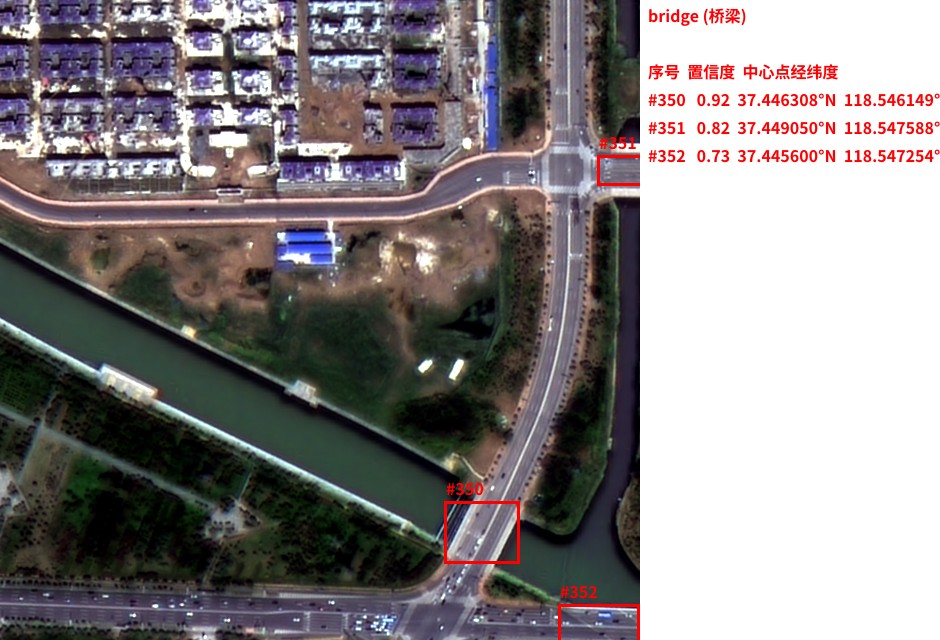 bridge (桥梁)
序号 置信度 中心点经纬度
#350 0.92 37.446308°N 118.546149°
#351 0.82 37.449050°N 118.547588°
#352 0.73 37.445600°N 118.547254°
#351
#350
#352